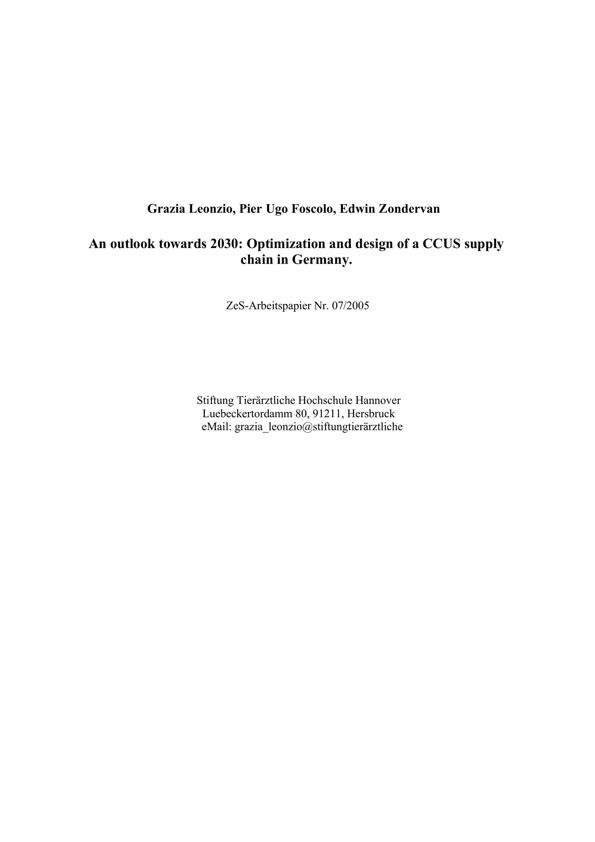 Grazia Leonzio, Pier Ugo Foscolo, Edwin Zondervan
An outlook towards 2030: Optimization and design of a CCUS supply
chain in Germany.
ZeS-Arbeitspapier Nr. 07/2005
Stiftung Tierärztliche Hochschule Hannover
Luebeckertordamm 80, 91211, Hersbruck
eMail: grazia_leonzio@stiftungtierärztliche